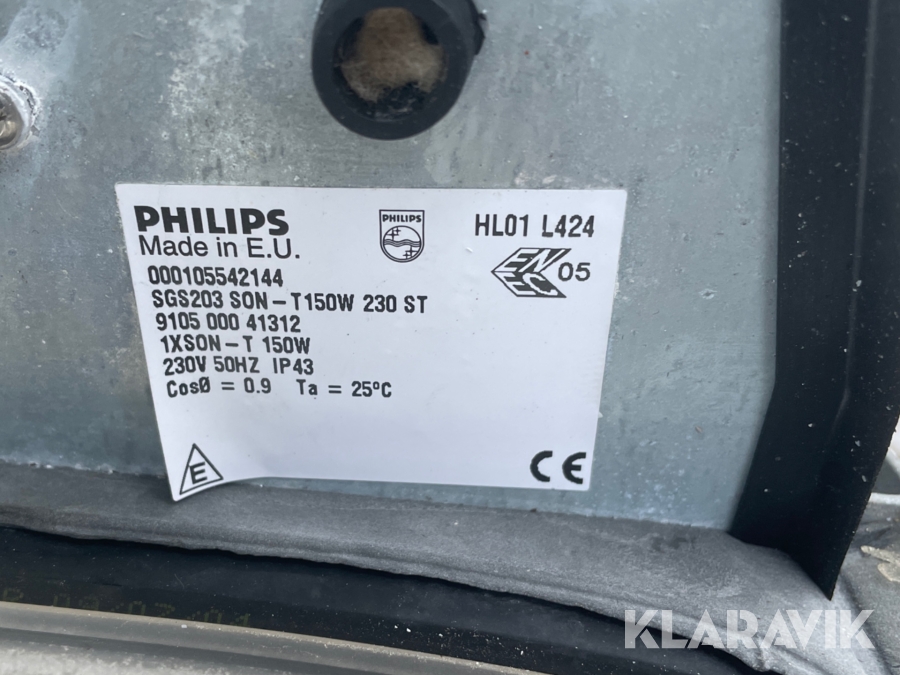 PHILIPS
Made in E.U.
PHILIPS
HL01 L424
ENEC 05
000105542144
SGS203 SON-T150W 230 ST
9105 000 41312
1XSON-T 150W
230V 50HZ IP43
CosØ = 0.9 Ta = 25°C
E
CE
KLARAVIK